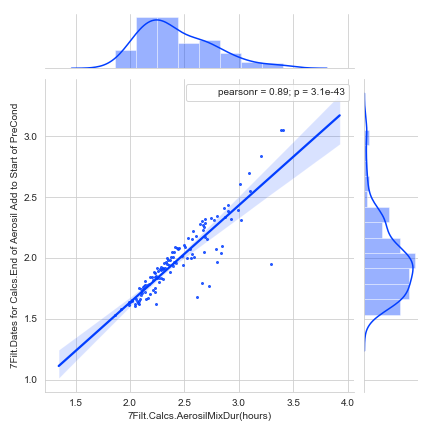 pearsonr = 0.89; p = 3.1e-43
7Filt.Dates for Calcs.End of Aerosil Add to Start of PreCond
3.0
2.5
2.0
1.5
1.0
1.5 2.0 2.5 3.0 3.5 4.0
7Filt.Calcs.AerosilMixDur(hours)